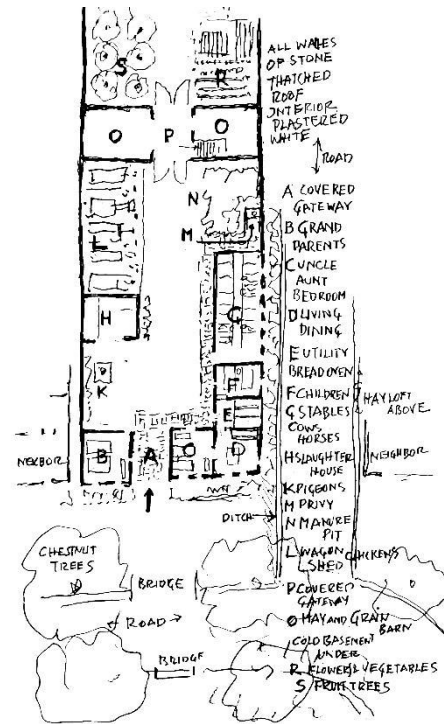 ALL WALLS
OF STONE
THATCHED
ROOF
INTERIOR
PLASTERED
WHITE
ROAD
S
R
O
P
O
N
M
L
G
H
F
K
E
B
A
C
D
A COVERED
GATEWAY
B GRAND
PARENTS
C UNCLE
AUNT
BEDROOM
D LIVING
DINING
E UTILITY
BREAD OVEN
F CHILDREN
G STABLES
COWS
HORSES
HAYLOFT
ABOVE
H SLAUGHTER
HOUSE
K PIGEONS
M PRIVY
N MANURE
PIT
L WAGON
SHED
CHICKENS
P COVERED
GATEWAY
O HAY AND GRAIN
BARN
COLD BASEMENT
UNDER
R FLOWERS & VEGETABLES
S FRUIT TREES
NEIGHBOR
DITCH
CHESTNUT
TREES
BRIDGE
ROAD
BRIDGE